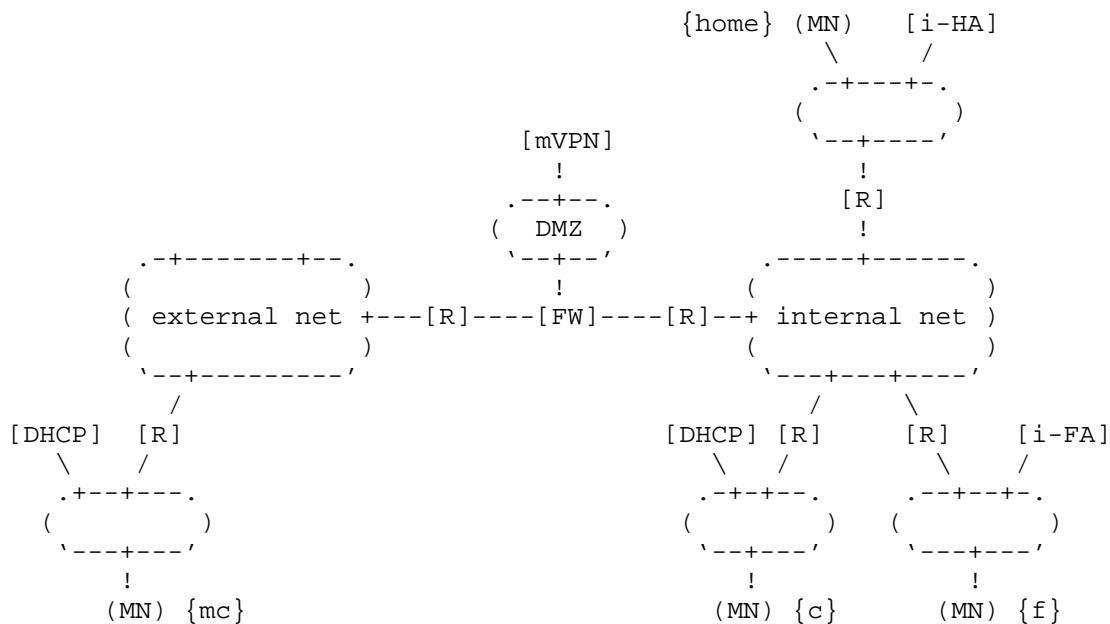 {home} (MN) [i-HA]
\ /
.-+---+-.
( )
[mVPN] `--+----'
! !
.--+--. [R]
( DMZ ) !
.-+-------+--. `--+--' .-----+------.
( ) ! ( )
( external net +---[R]----[FW]----[R]--+ internal net )
( ) ( )
`--+---------' `---+---+----'
/ / \
[DHCP] [R] [DHCP] [R] [R] [i-FA]
\ / \ / \ /
.+--+---. .-+-+--. .--+--+-.
( ) ( ) ( )
`---+---' `--+----' `---+---'
! ! !
(MN) {mc} (MN) {c} (MN) {f}